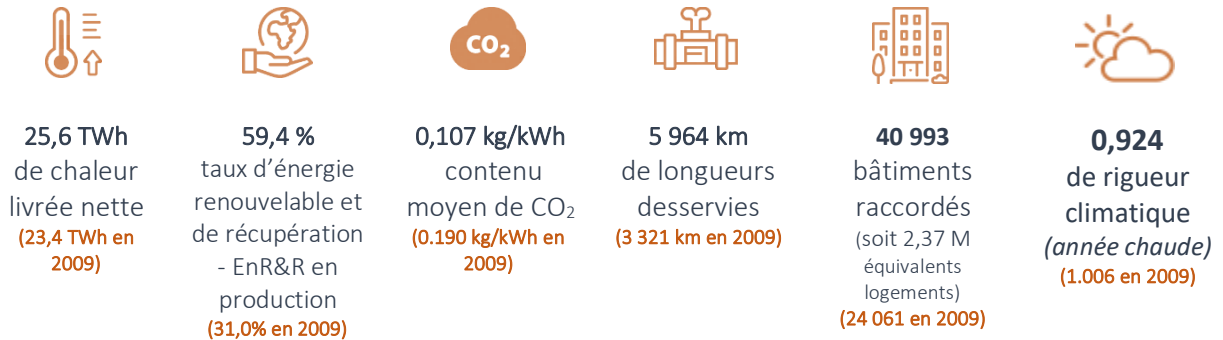 CO2
25,6 TWh
de chaleur
livrée nette
(23,4 TWh en
2009)
59,4 %
taux d’énergie
renouvelable et
de récupération
- EnR&R en
production
(31,0% en 2009)
0,107 kg/kWh
contenu
moyen de CO2
(0.190 kg/kWh en
2009)
5 964 km
de longueurs
desservies
(3 321 km en 2009)
40 993
bâtiments
raccordés
(soit 2,37 M
équivalents
logements)
(24 061 en 2009)
0,924
de rigueur
climatique
(année chaude)
(1.006 en 2009)